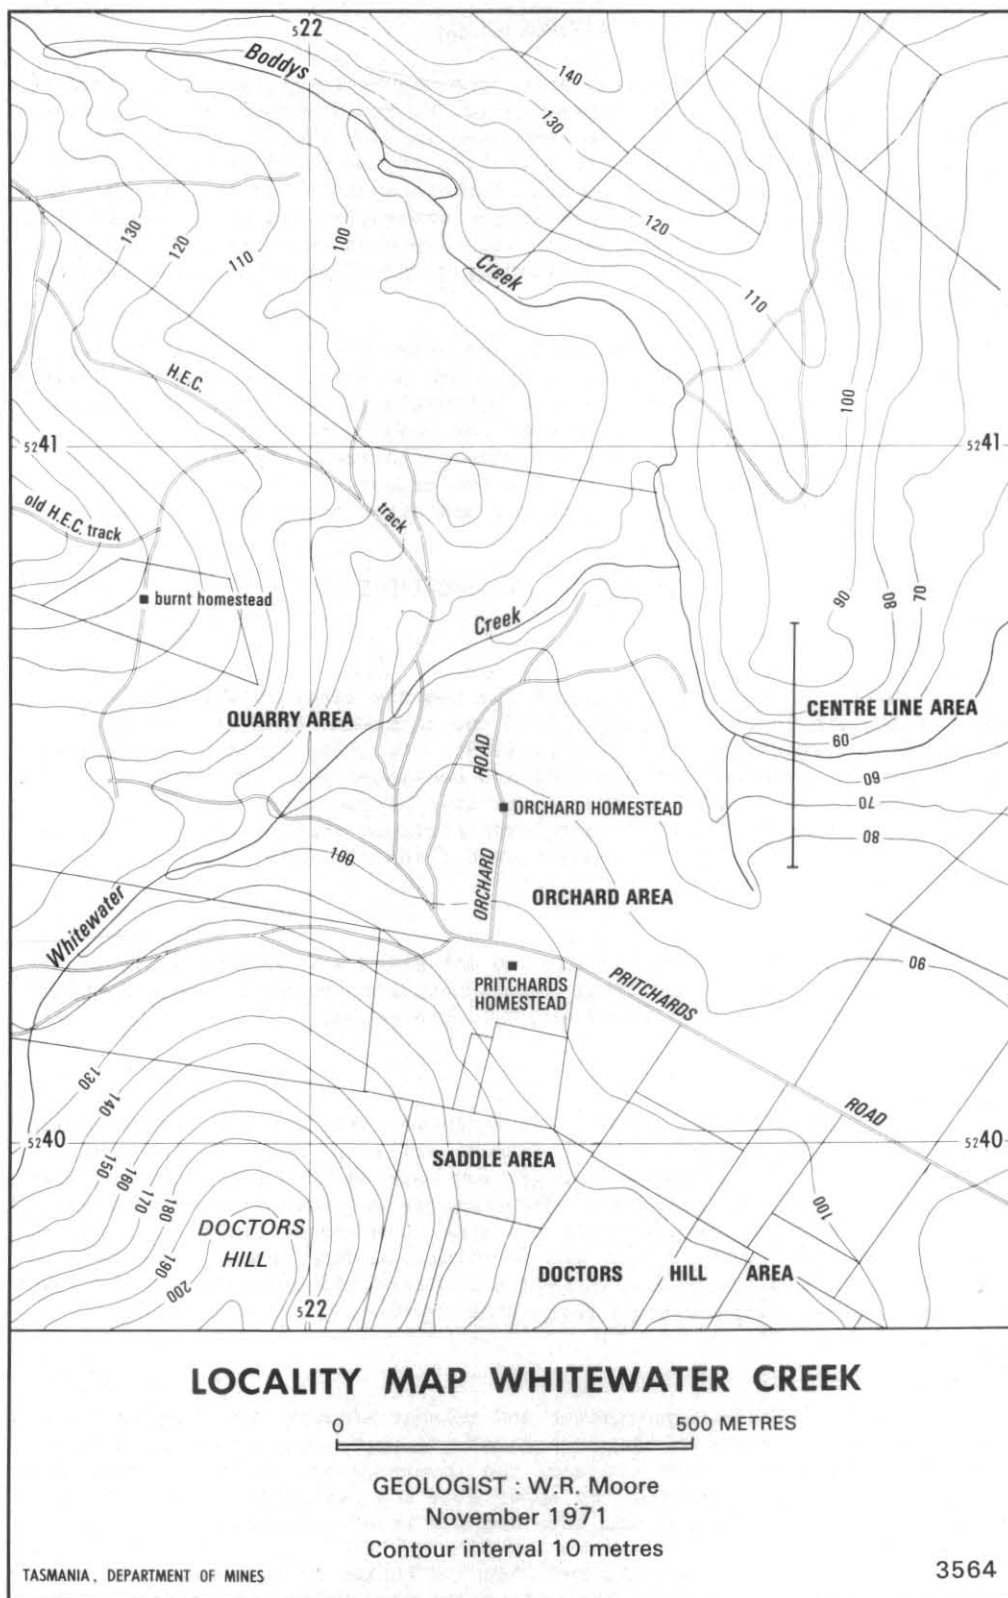 522
Boddys
140
130
130
120
110
100
120
Creek
110
H.E.C.
100
5241
5241
old H.E.C. track
track
burnt homestead
90
80
70
Creek
QUARRY AREA
CENTRE LINE AREA
ROAD
60
60
70
ORCHARD HOMESTEAD
80
100
ORCHARD
ORCHARD AREA
Whitewater
90
PRITCHARDS
HOMESTEAD
PRITCHARDS
130
140
ROAD
5240
5240
150
160
170
180
SADDLE AREA
100
DOCTORS
HILL
190
200
DOCTORS HILL AREA
522
LOCALITY MAP WHITEWATER CREEK
0 500 METRES
GEOLOGIST : W.R. Moore
November 1971
Contour interval 10 metres
TASMANIA, DEPARTMENT OF MINES
3564